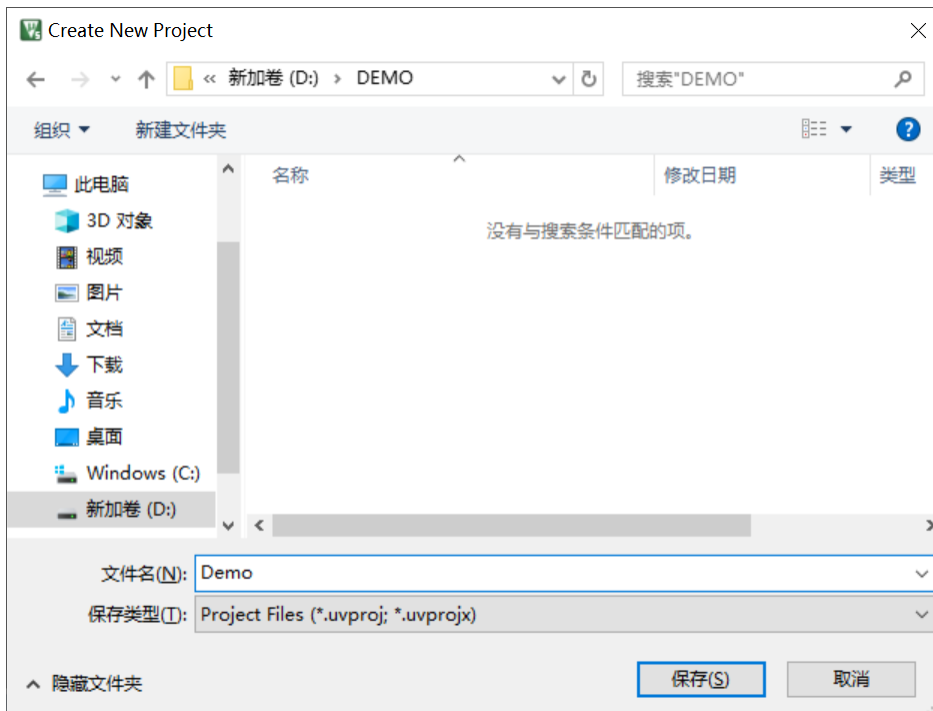 Create New Project
« 新加卷 (D:) › DEMO
搜索"DEMO"
组织 新建文件夹
名称 修改日期 类型
没有与搜索条件匹配的项。
此电脑
3D 对象
视频
图片
文档
下载
音乐
桌面
Windows (C:)
新加卷 (D:)
文件名(N): Demo
保存类型(T): Project Files (*.uvproj; *.uvprojx)
隐藏文件夹
保存(S) 取消